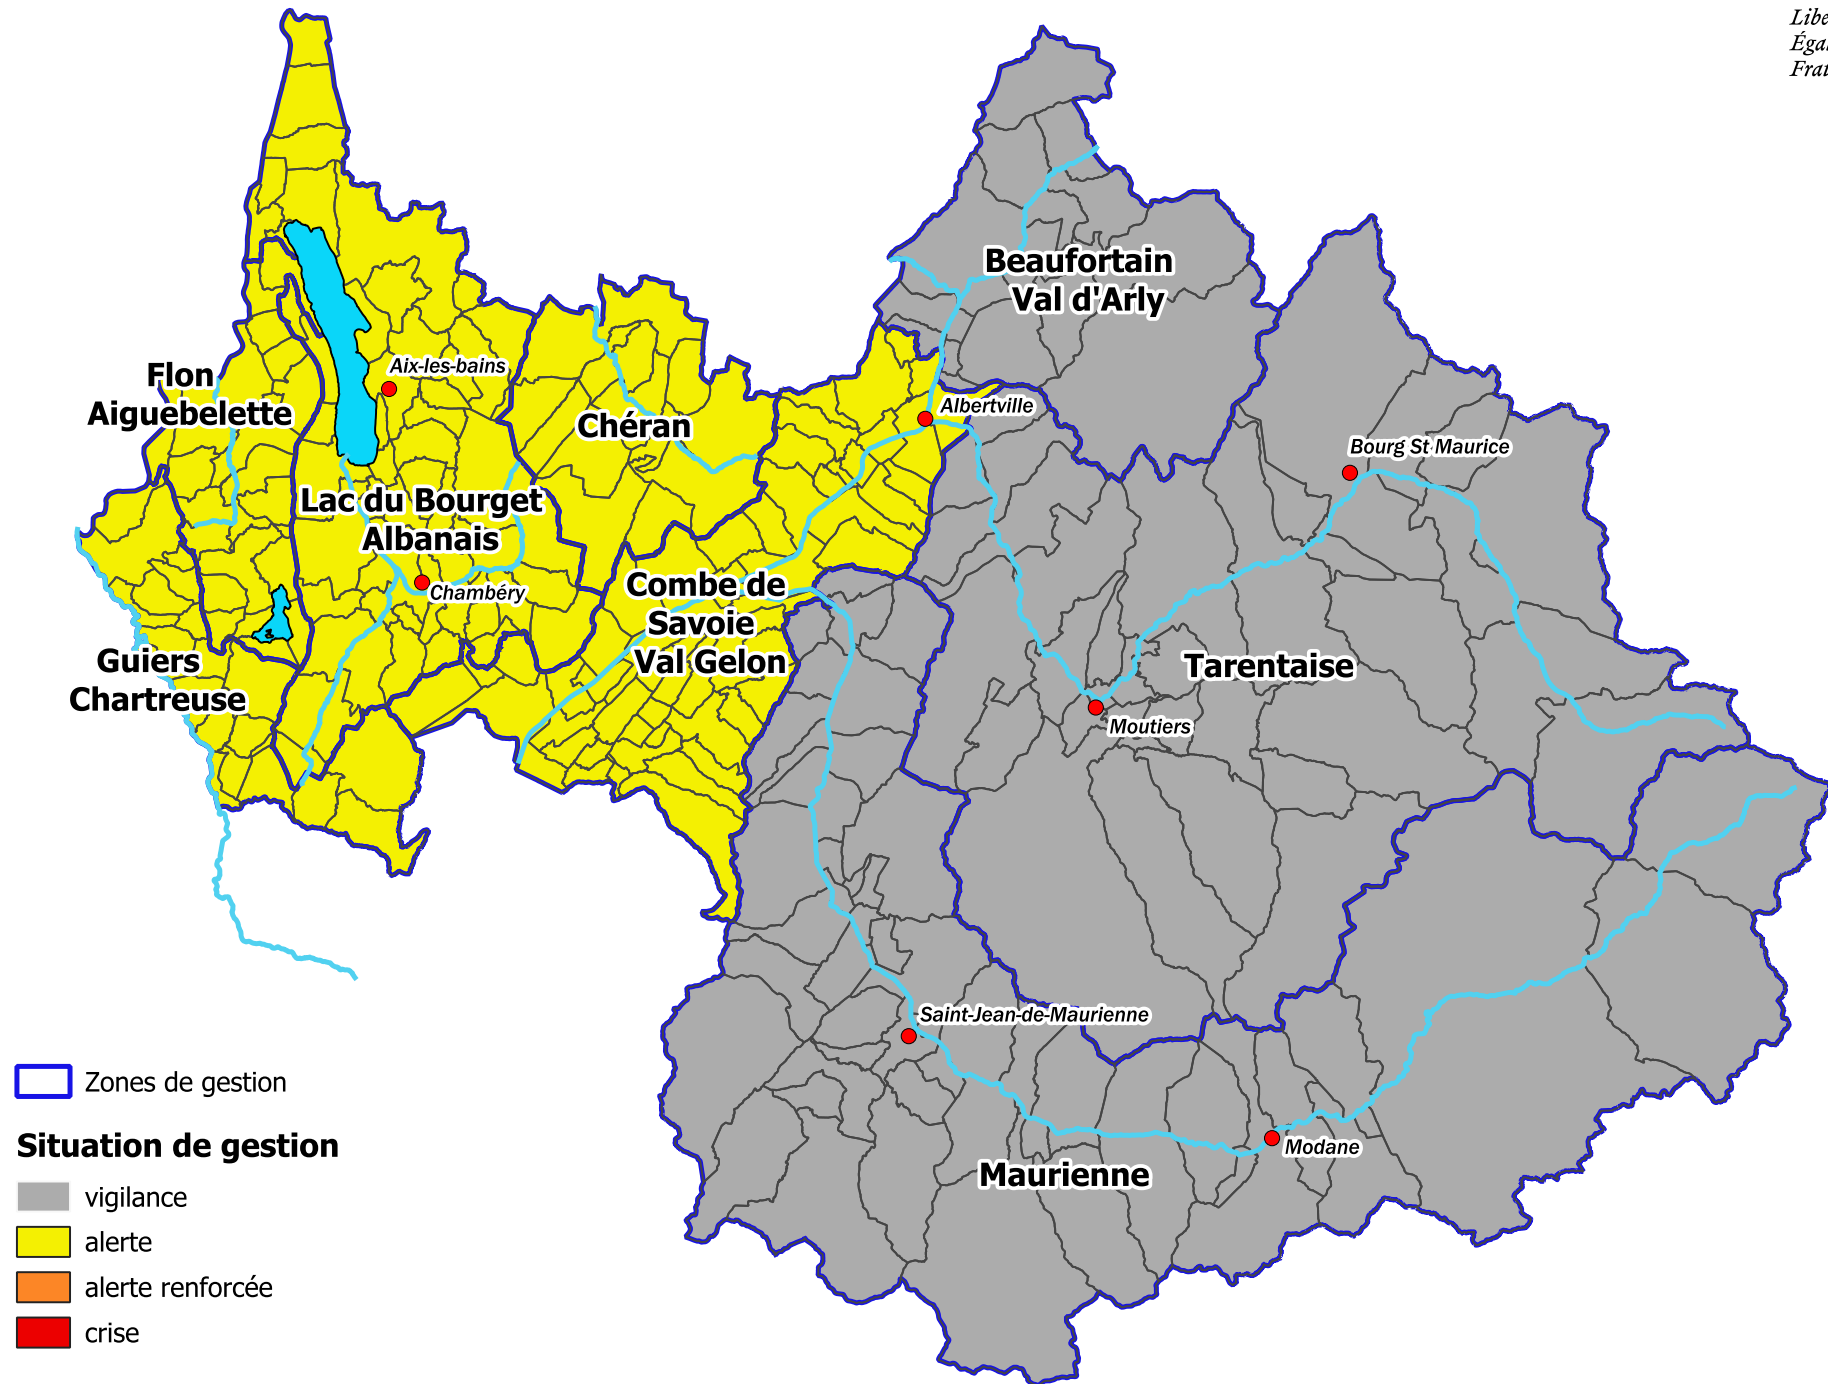 Beaufortain
Val d'Arly
Aix-les-bains
Flon
Aiguebelette
Chéran
Albertville
Bourg St Maurice
Lac du Bourget
Albanais
Chambéry
Combe de
Savoie
Val Gelon
Guiers
Chartreuse
Tarentaise
Moutiers
Saint-Jean-de-Maurienne
Modane
Maurienne
Zones de gestion
Situation de gestion
vigilance
alerte
alerte renforcée
crise